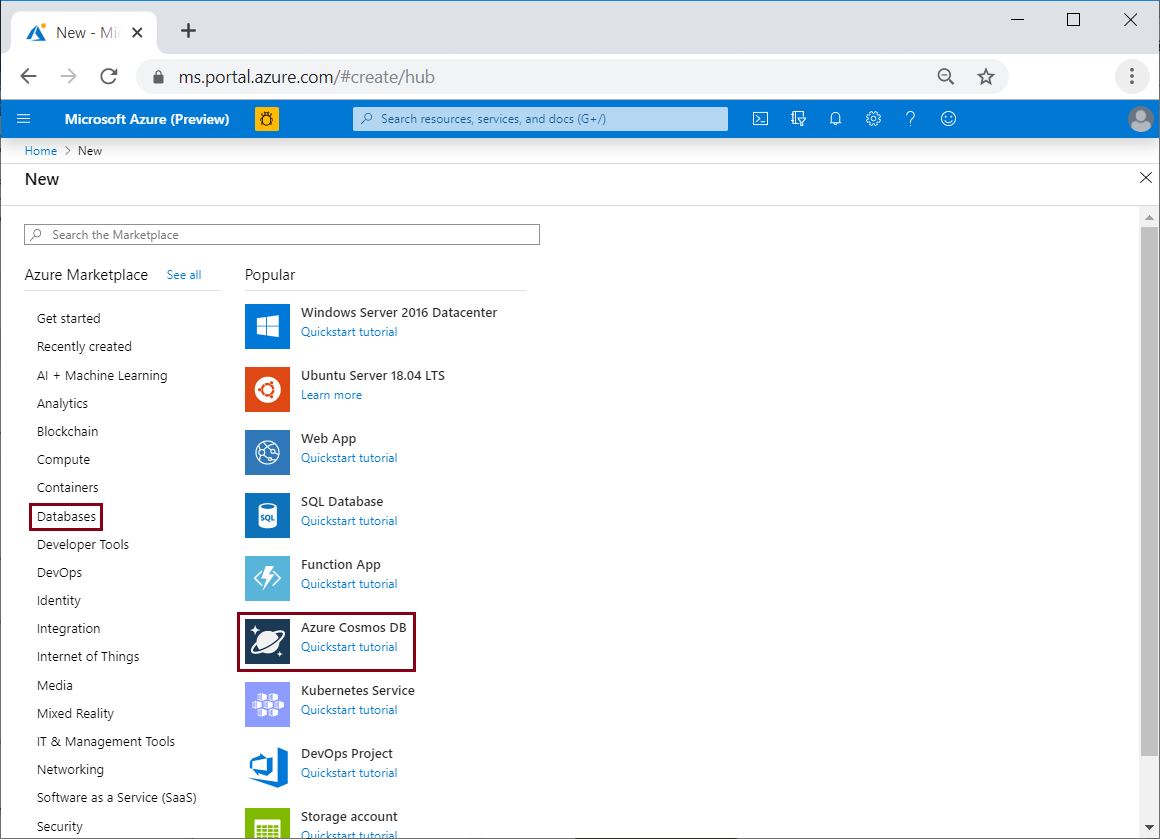 New - Mi
ms.portal.azure.com/#create/hub
Microsoft Azure (Preview)
Search resources, services, and docs (G+/)
Home > New
New
Search the Marketplace
Azure Marketplace See all
Get started
Recently created
AI + Machine Learning
Analytics
Blockchain
Compute
Containers
Databases
Developer Tools
DevOps
Identity
Integration
Internet of Things
Media
Mixed Reality
IT & Management Tools
Networking
Software as a Service (SaaS)
Security
Popular
Windows Server 2016 Datacenter
Quickstart tutorial
Ubuntu Server 18.04 LTS
Learn more
Web App
Quickstart tutorial
SQL
SQL Database
Quickstart tutorial
Function App
Quickstart tutorial
Azure Cosmos DB
Quickstart tutorial
Kubernetes Service
Quickstart tutorial
DevOps Project
Quickstart tutorial
Storage account
Quickstart tutorial